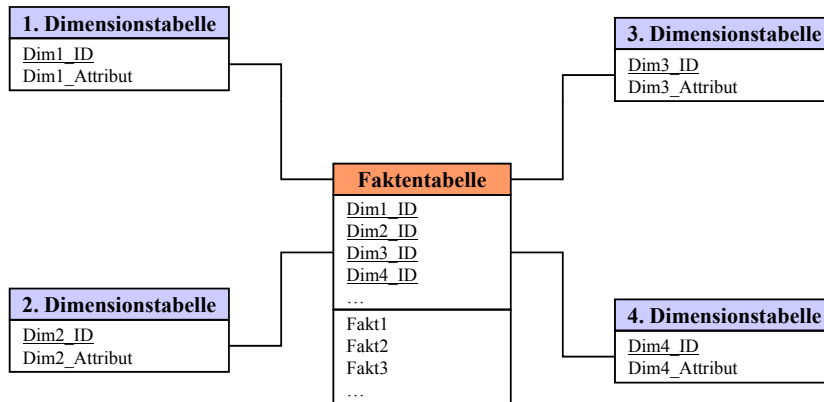 1. Dimensionstabelle
Dim1_ID
Dim1_Attribut
3. Dimensionstabelle
Dim3_ID
Dim3_Attribut
Faktentabelle
Dim1_ID
Dim2_ID
Dim3_ID
Dim4_ID
…
Fakt1
Fakt2
Fakt3
…
2. Dimensionstabelle
Dim2_ID
Dim2_Attribut
4. Dimensionstabelle
Dim4_ID
Dim4_Attribut